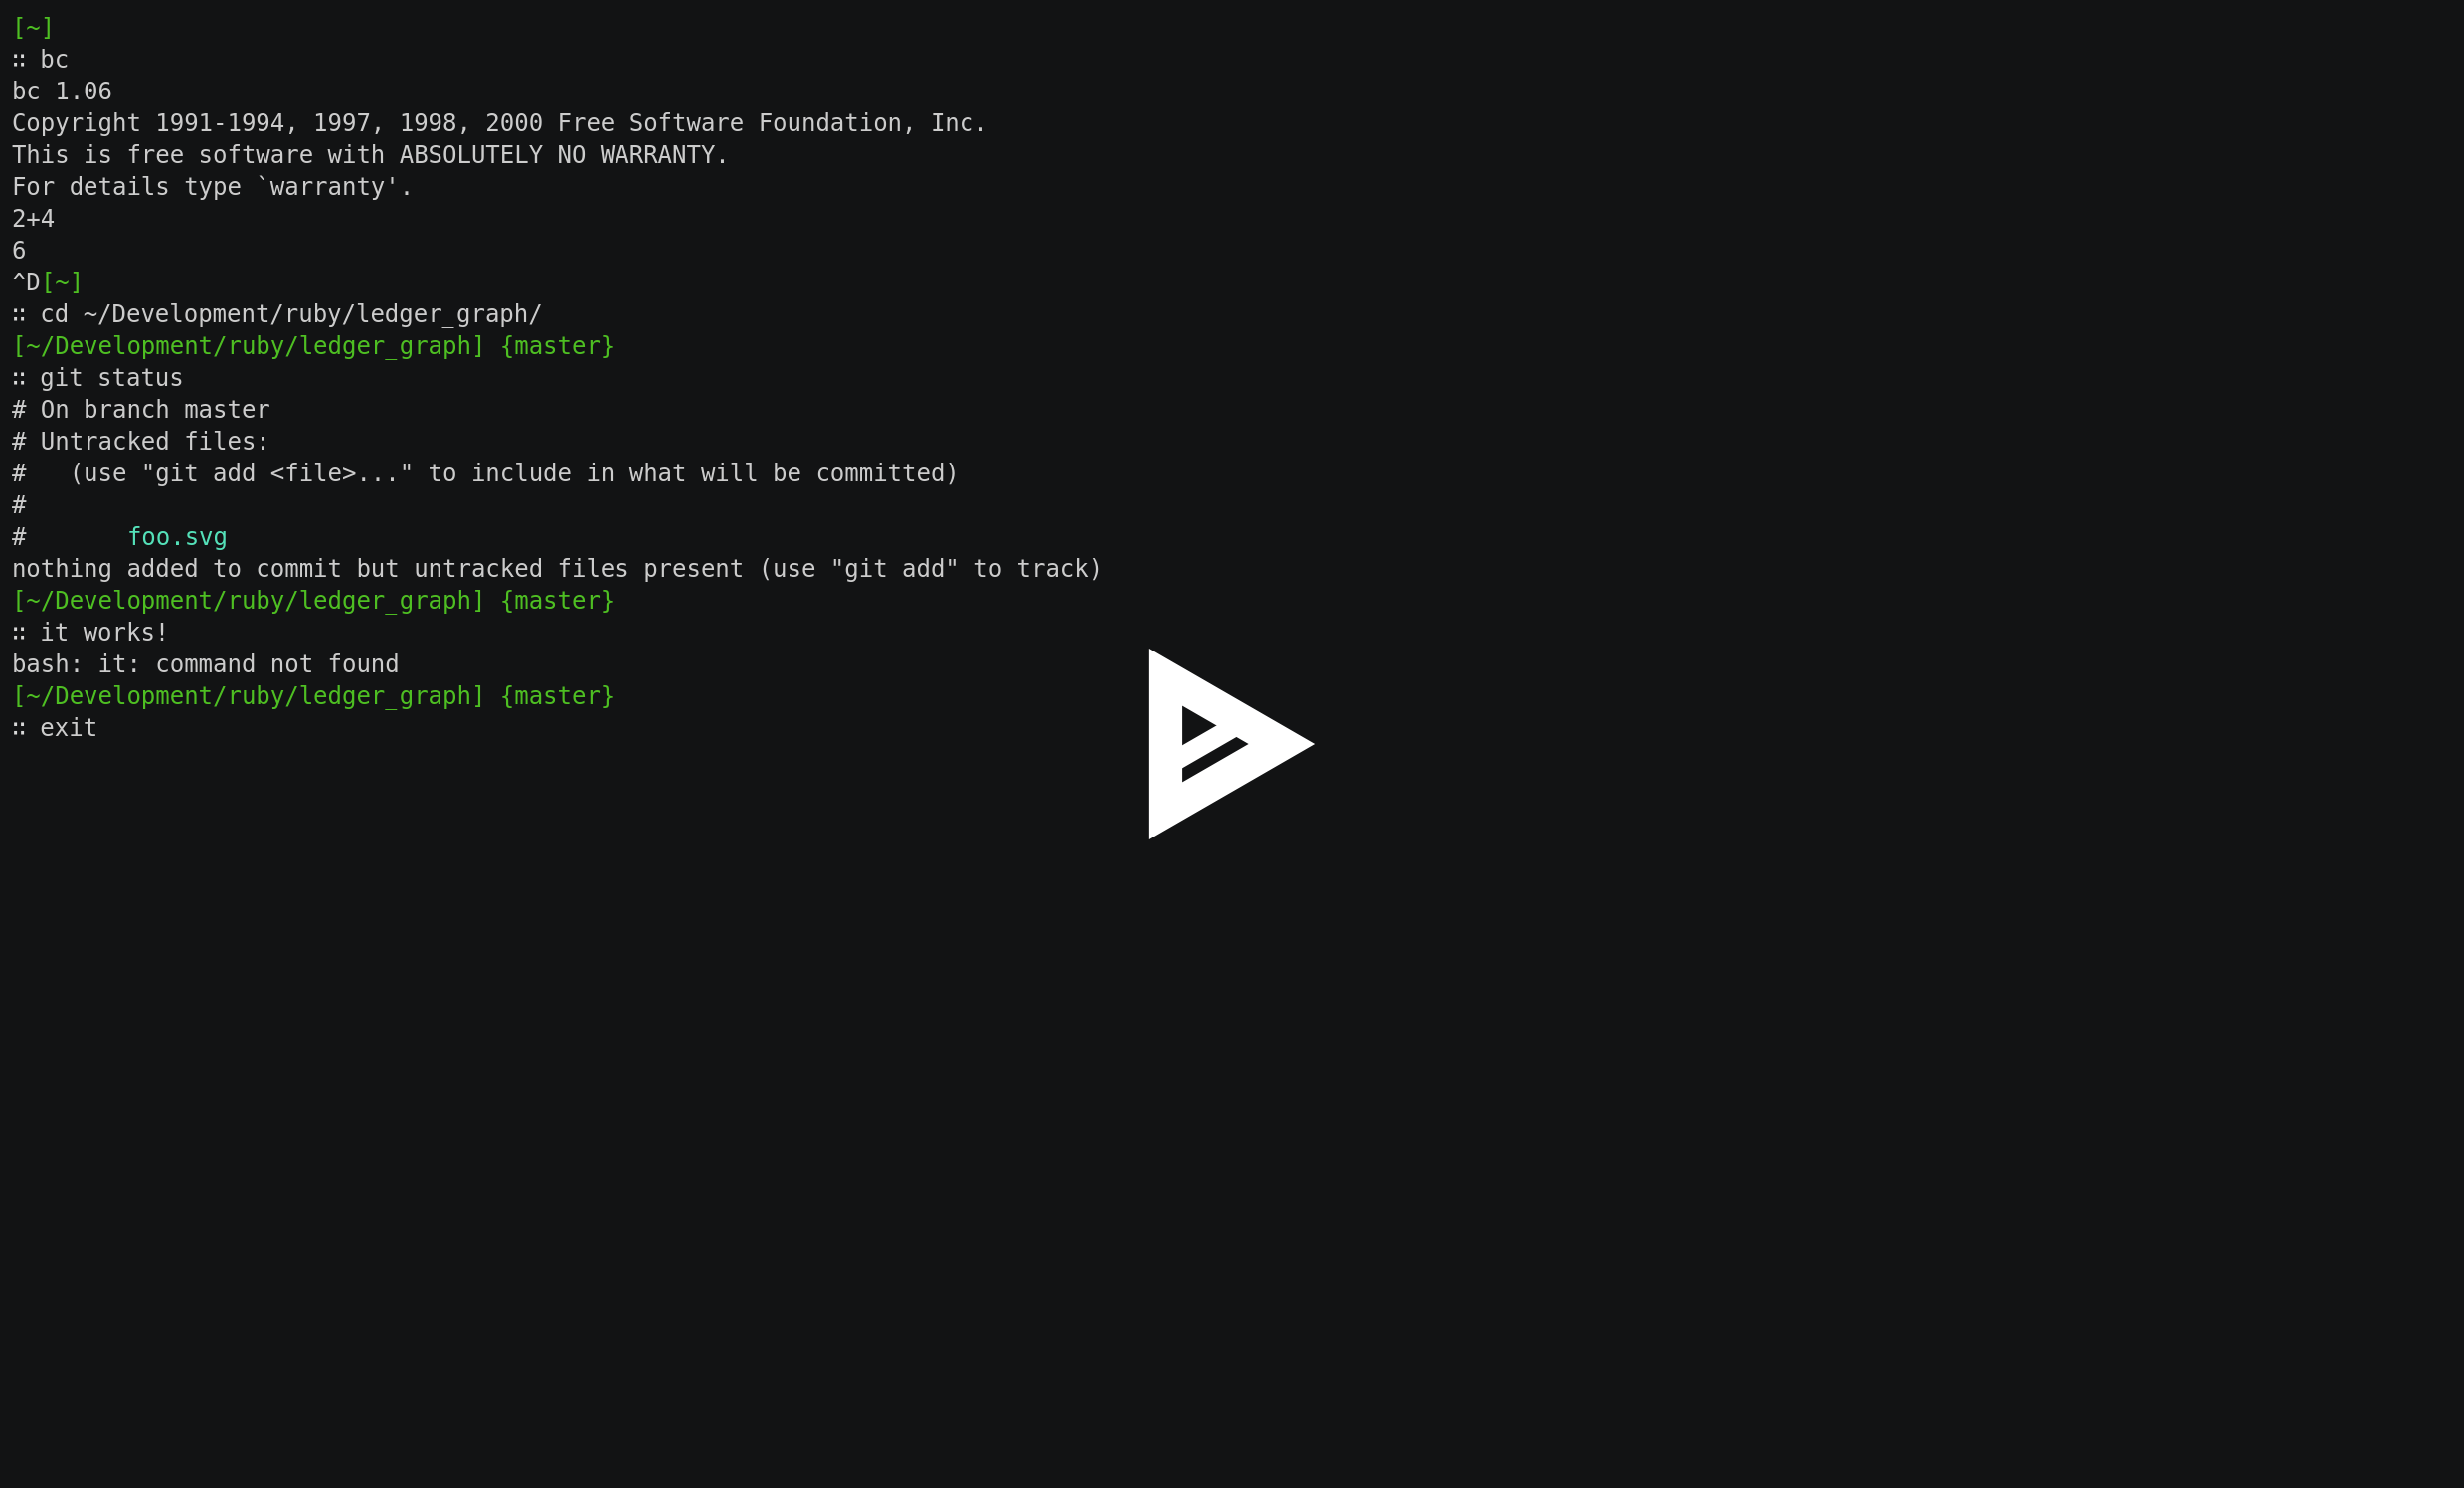 [~]
∷ bc
bc 1.06
Copyright 1991-1994, 1997, 1998, 2000 Free Software Foundation, Inc.
This is free software with ABSOLUTELY NO WARRANTY.
For details type `warranty'.
2+4
6
^D[~]
∷ cd ~/Development/ruby/ledger_graph/
[~/Development/ruby/ledger_graph] {master}
∷ git status
# On branch master
# Untracked files:
#   (use "git add <file>..." to include in what will be committed)
#
#       foo.svg
nothing added to commit but untracked files present (use "git add" to track)
[~/Development/ruby/ledger_graph] {master}
∷ it works!
bash: it: command not found
[~/Development/ruby/ledger_graph] {master}
∷ exit